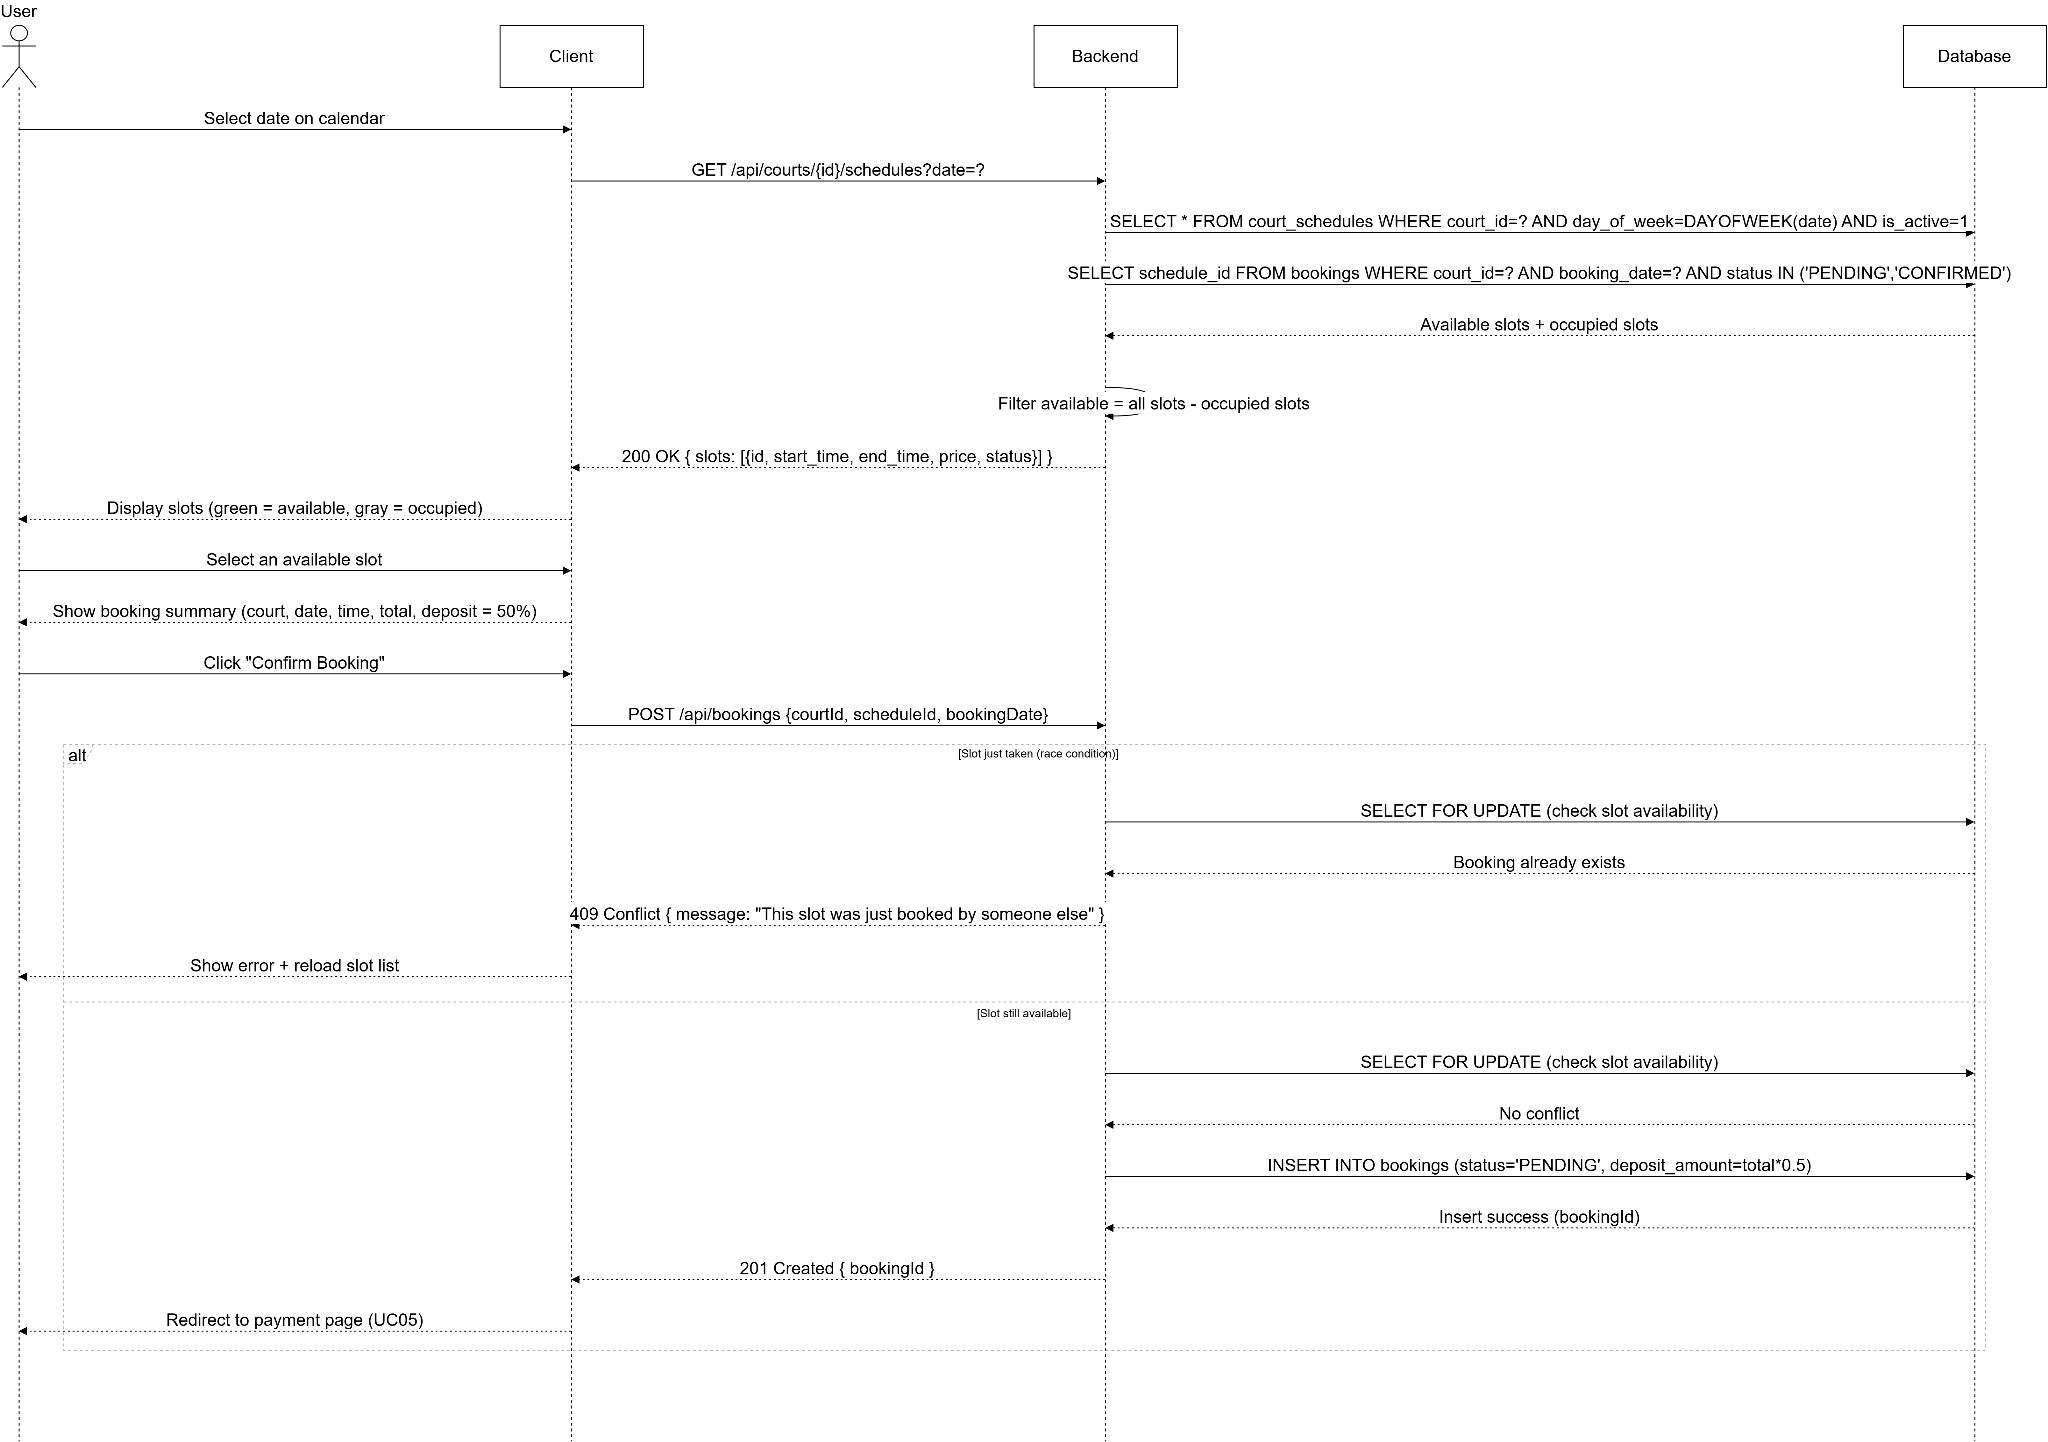 User
Client
Backend
Database
Select date on calendar
GET /api/courts/{id}/schedules?date=?
SELECT * FROM court_schedules WHERE court_id=? AND day_of_week=DAYOFWEEK(date) AND is_active=1
SELECT schedule_id FROM bookings WHERE court_id=? AND booking_date=? AND status IN ('PENDING','CONFIRMED')
Available slots + occupied slots
Filter available = all slots - occupied slots
200 OK { slots: [{id, start_time, end_time, price, status}] }
Display slots (green = available, gray = occupied)
Select an available slot
Show booking summary (court, date, time, total, deposit = 50%)
Click "Confirm Booking"
POST /api/bookings {courtId, scheduleId, bookingDate}
alt
[Slot just taken (race condition)]
SELECT FOR UPDATE (check slot availability)
Booking already exists
409 Conflict { message: "This slot was just booked by someone else" }
Show error + reload slot list
[Slot still available]
SELECT FOR UPDATE (check slot availability)
No conflict
INSERT INTO bookings (status='PENDING', deposit_amount=total*0.5)
Insert success (bookingId)
201 Created { bookingId }
Redirect to payment page (UC05)